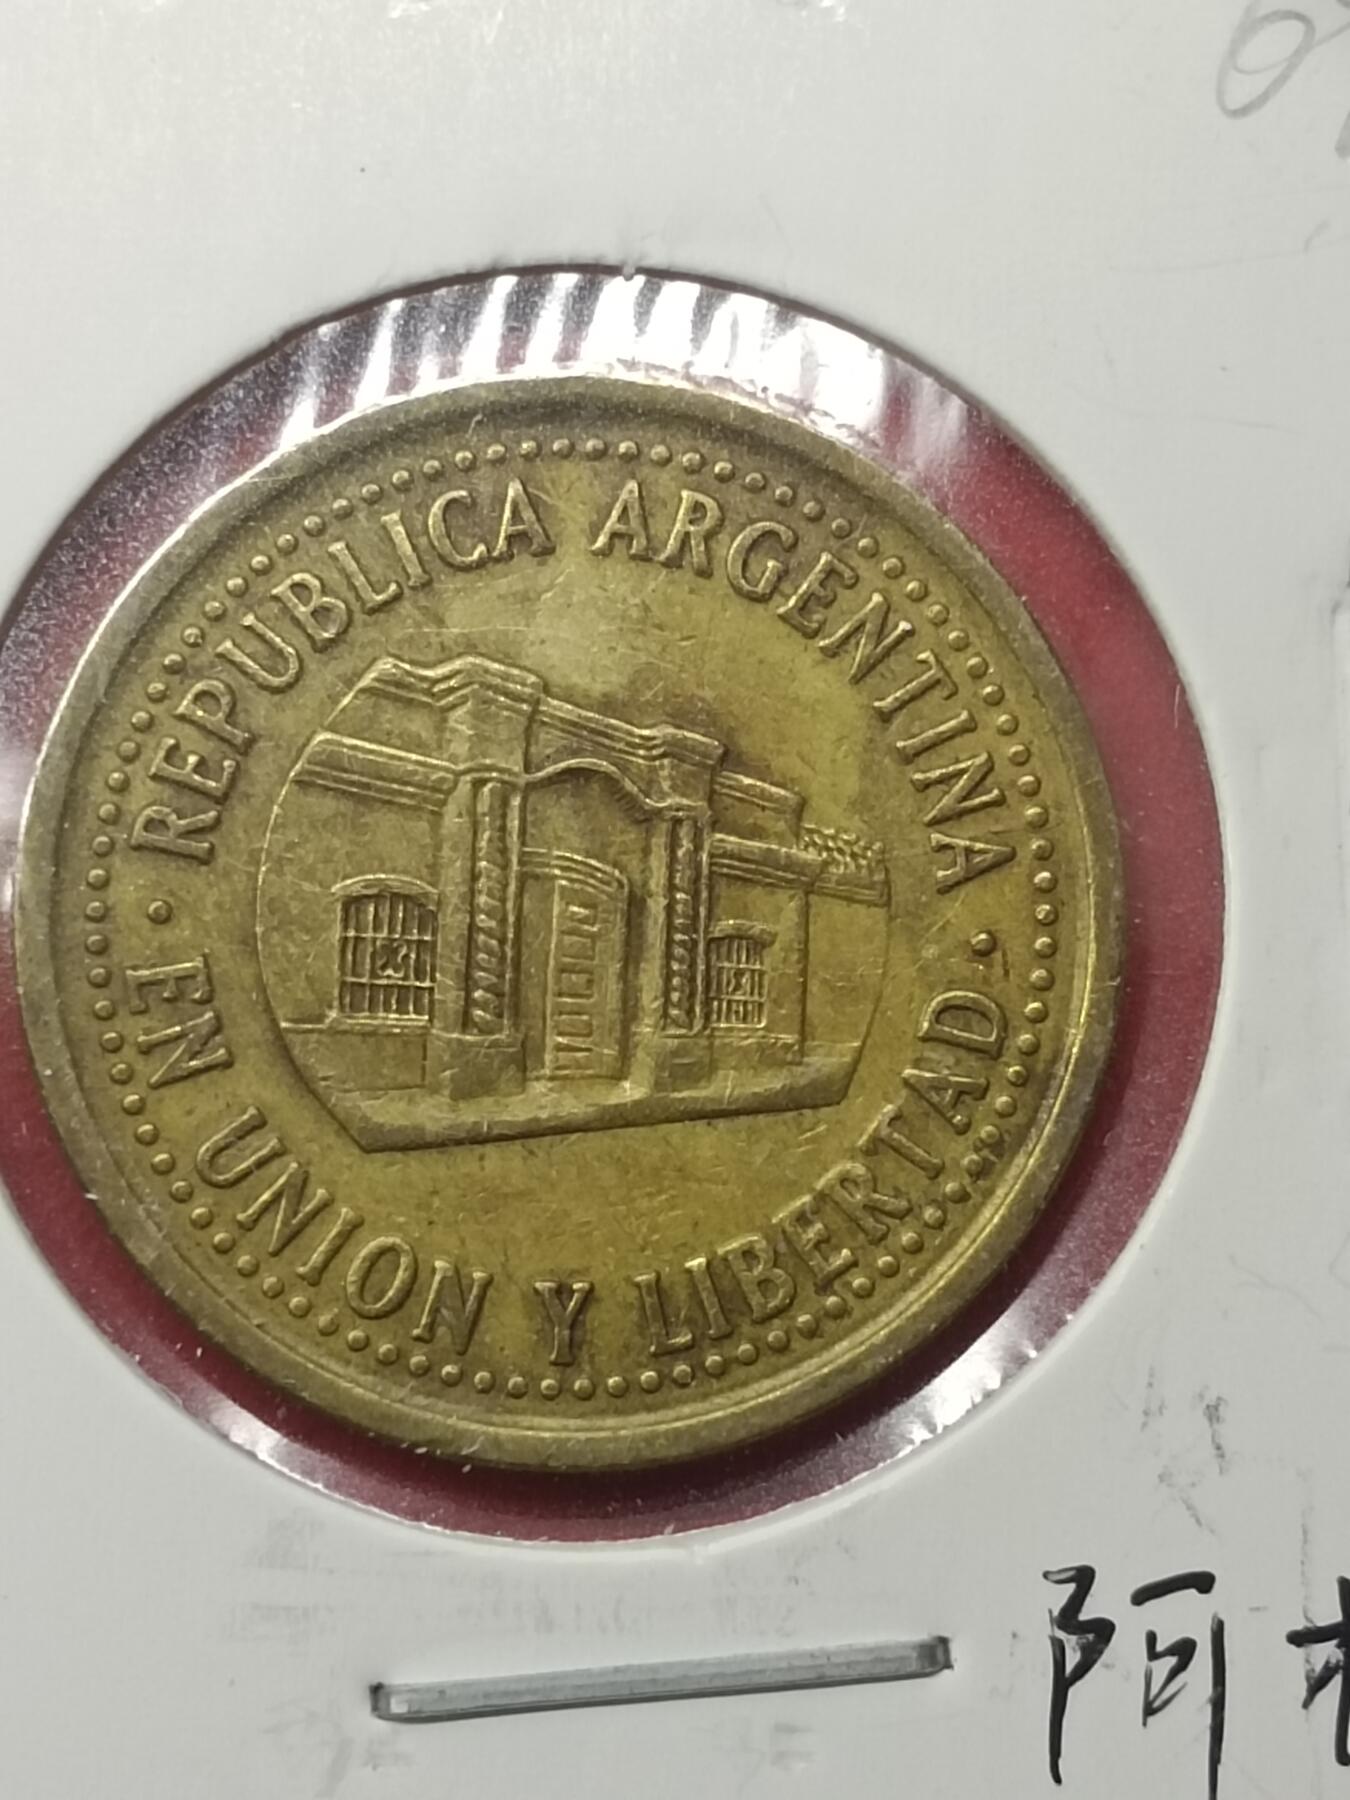 · REPUBLICA ARGENTINA ·
EN UNION Y LIBERTAD
阿